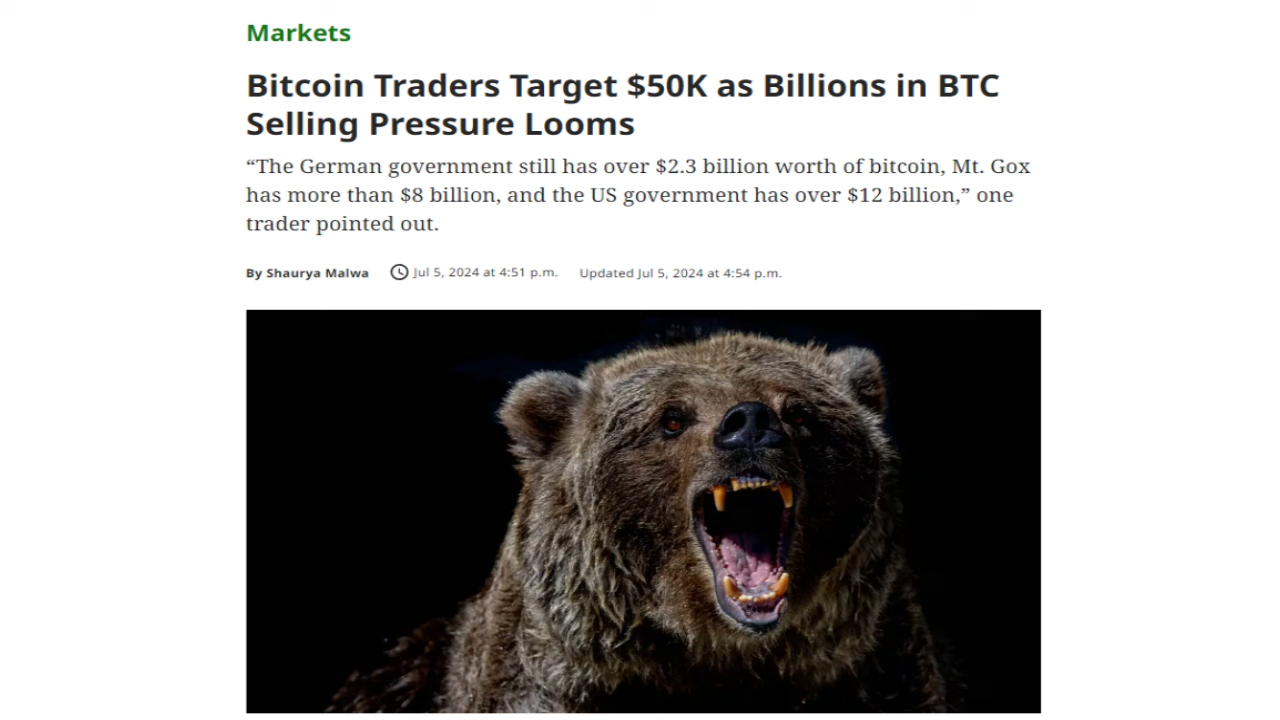 Markets
Bitcoin Traders Target $50K as Billions in BTC
Selling Pressure Looms
“The German government still has over $2.3 billion worth of bitcoin, Mt. Gox
has more than $8 billion, and the US government has over $12 billion,” one
trader pointed out.
By Shaurya Malwa Jul 5, 2024 at 4:51 p.m. Updated Jul 5, 2024 at 4:54 p.m.